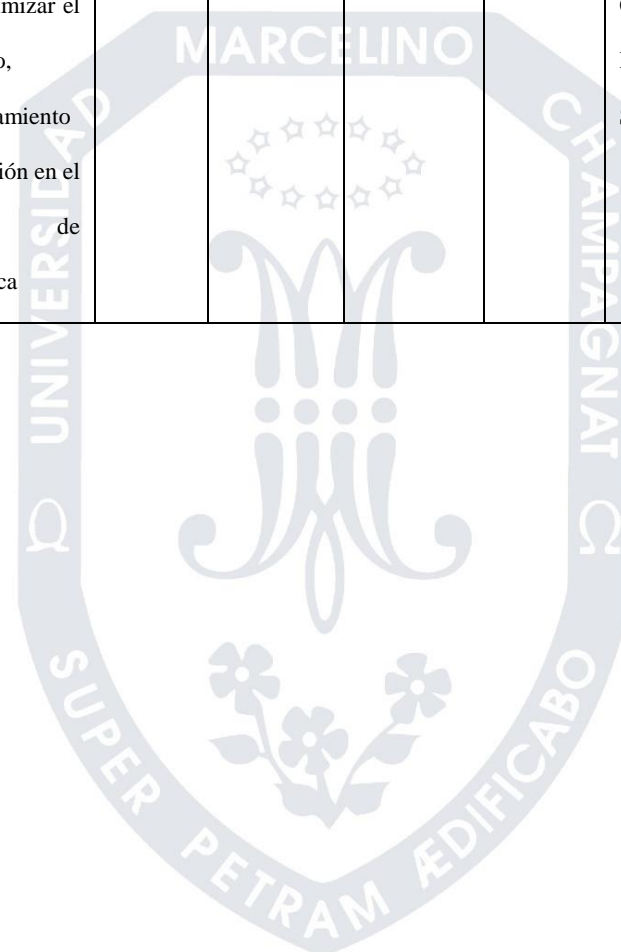 mizar el
o,
amiento
ión en el
de
ca
UNIVERSIDAD MARCELINO CHAMPAGNAT
SUPER PETRAM ÆDIFICABO